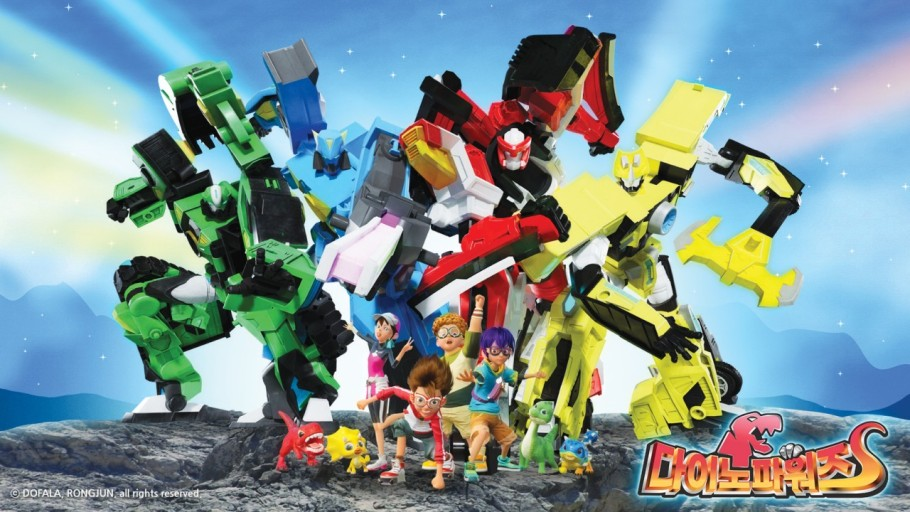 다이노파워즈S
© DOFALA, RONGJUN, all rights reserved.